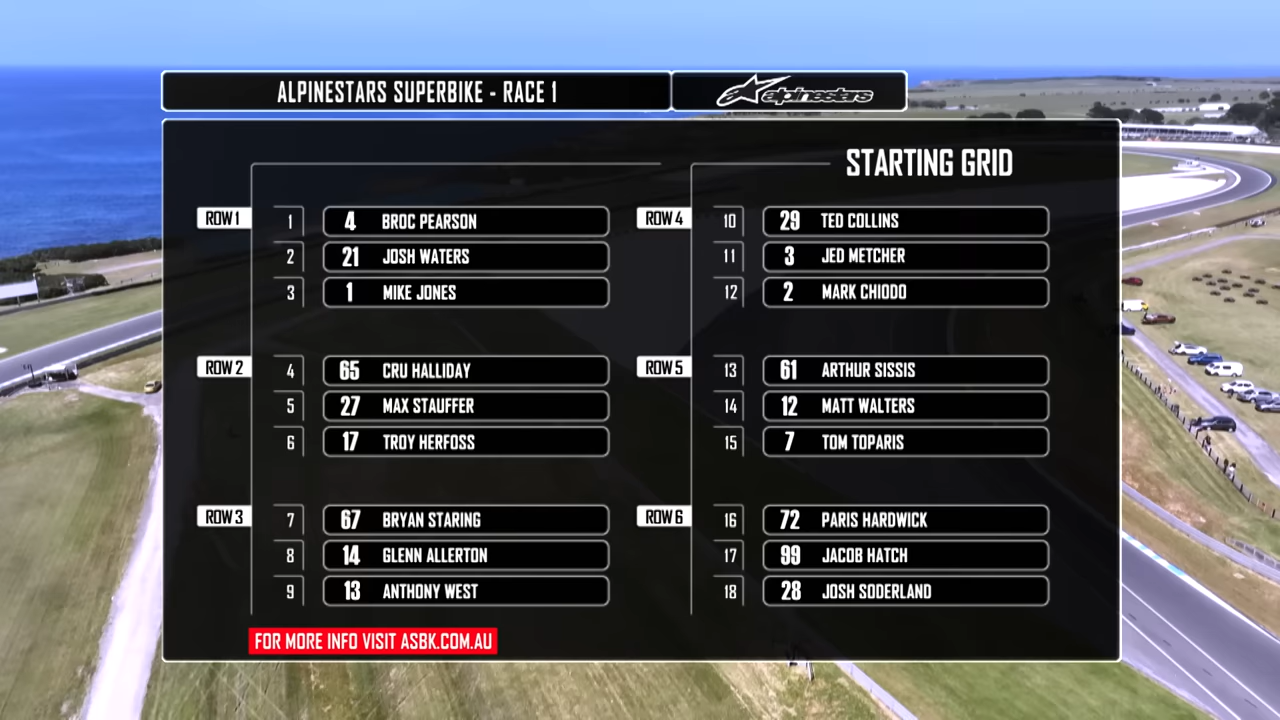 ALPINESTARS SUPERBIKE - RACE 1
alpinestars
STARTING GRID
ROW 1
1 4 BROC PEARSON
2 21 JOSH WATERS
3 1 MIKE JONES
ROW 2
4 65 CRU HALLIDAY
5 27 MAX STAUFFER
6 17 TROY HERFOSS
ROW 3
7 67 BRYAN STARING
8 14 GLENN ALLERTON
9 13 ANTHONY WEST
ROW 4
10 29 TED COLLINS
11 3 JED METCHER
12 2 MARK CHIODO
ROW 5
13 61 ARTHUR SISSIS
14 12 MATT WALTERS
15 7 TOM TOPARIS
ROW 6
16 72 PARIS HARDWICK
17 99 JACOB HATCH
18 28 JOSH SODERLAND
FOR MORE INFO VISIT ASBK.COM.AU